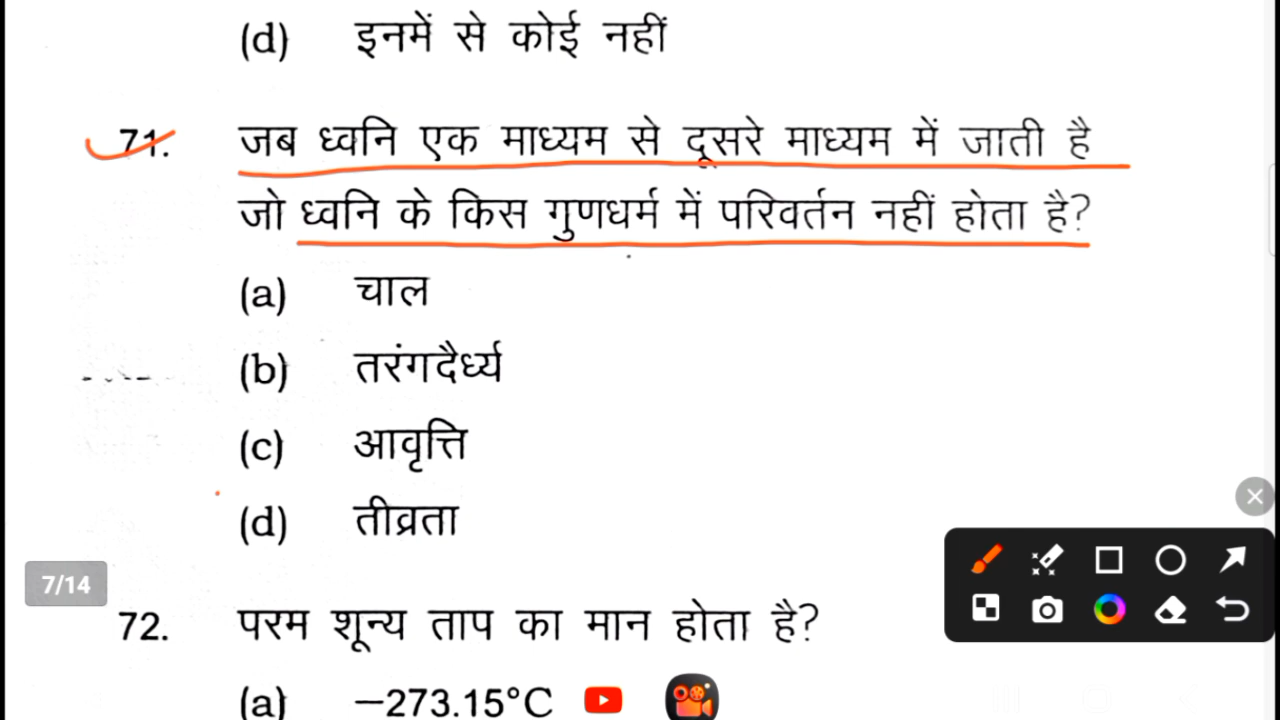 (d) इनमें से कोई नहीं
71. जब ध्वनि एक माध्यम से दूसरे माध्यम में जाती है
जो ध्वनि के किस गुणधर्म में परिवर्तन नहीं होता है?
(a) चाल
(b) तरंगदैर्ध्य
(c) आवृत्ति
(d) तीव्रता
7/14
72. परम शून्य ताप का मान होता है?
(a) –273.15°C